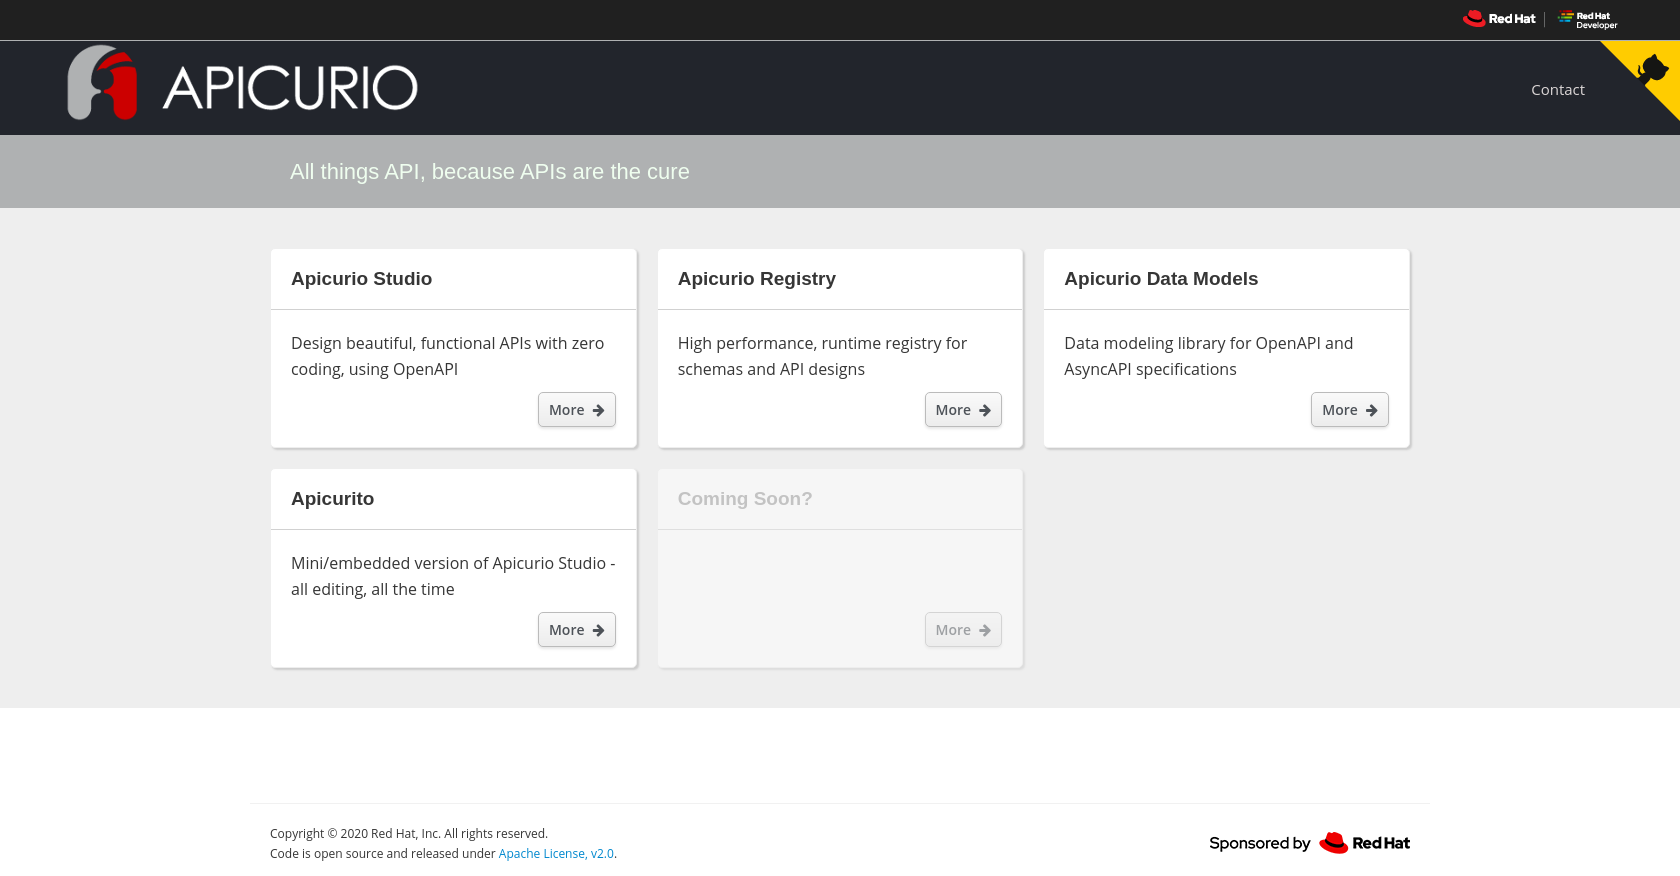 Red Hat
Red Hat
Developer
APICURIO
Contact
All things API, because APIs are the cure
Apicurio Studio
Design beautiful, functional APIs with zero
coding, using OpenAPI
More
Apicurio Registry
High performance, runtime registry for
schemas and API designs
More
Apicurio Data Models
Data modeling library for OpenAPI and
AsyncAPI specifications
More
Apicurito
Mini/embedded version of Apicurio Studio -
all editing, all the time
More
Coming Soon?
More
Copyright © 2020 Red Hat, Inc. All rights reserved.
Code is open source and released under Apache License, v2.0.
Sponsored by Red Hat